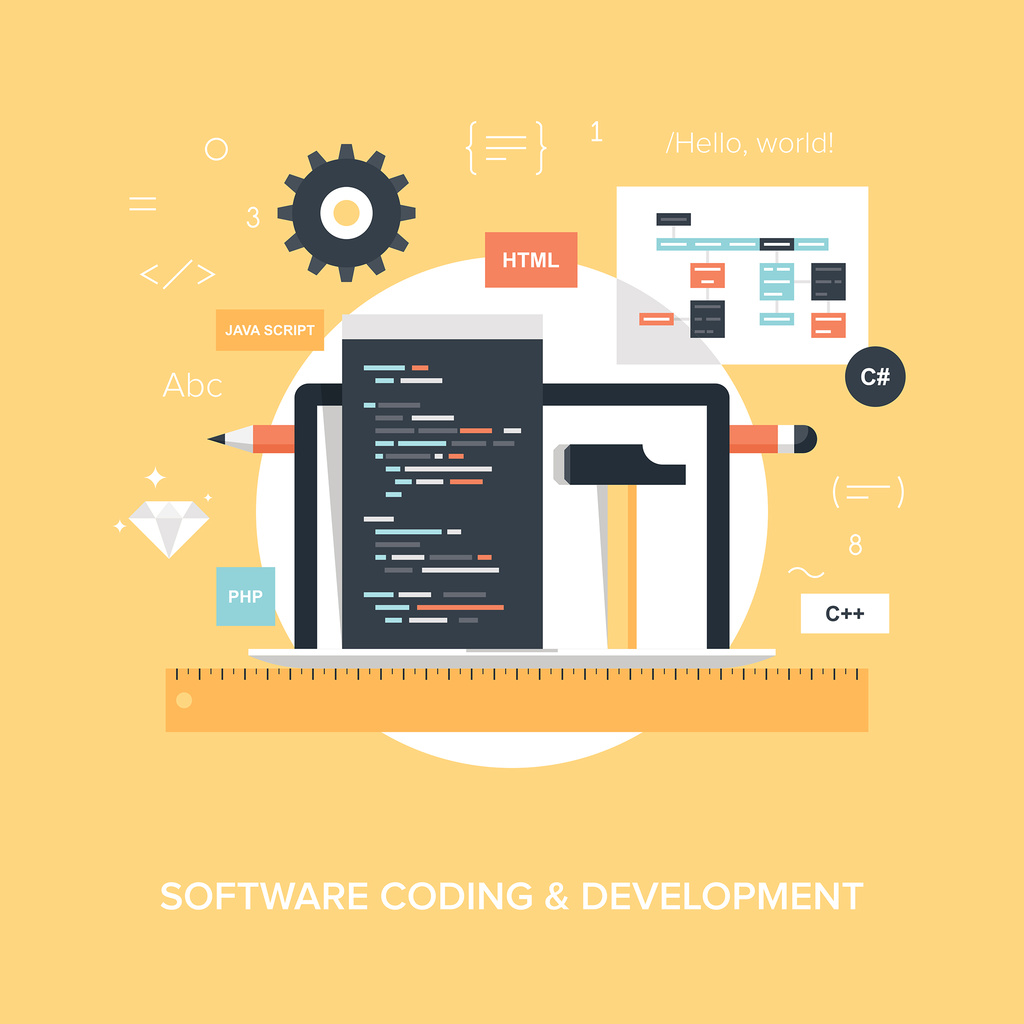 { }
1
/Hello, world!
=
3
HTML
</>
JAVA SCRIPT
C#
Abc
( )
8
~
PHP
C++
SOFTWARE CODING & DEVELOPMENT